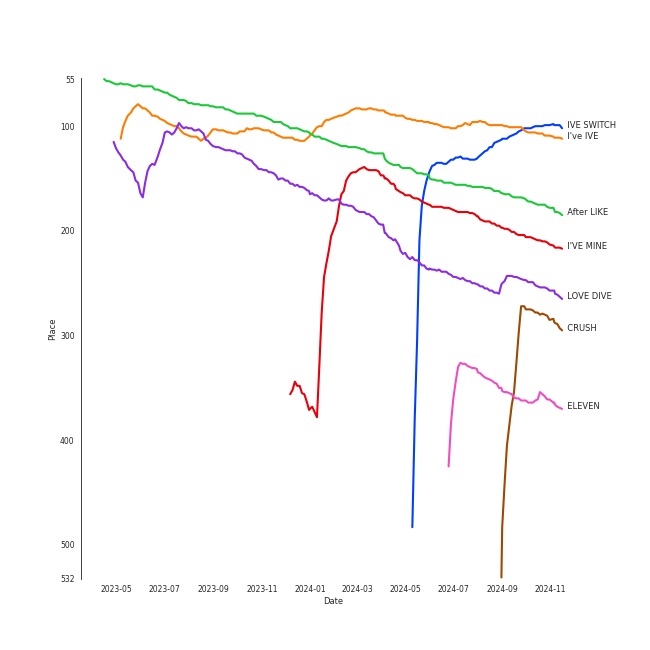 55
100
200
300
400
500
532
Place
2023-05
2023-07
2023-09
2023-11
2024-01
2024-03
2024-05
2024-07
2024-09
2024-11
Date
IVE SWITCH
I've IVE
After LIKE
I'VE MINE
LOVE DIVE
CRUSH
ELEVEN